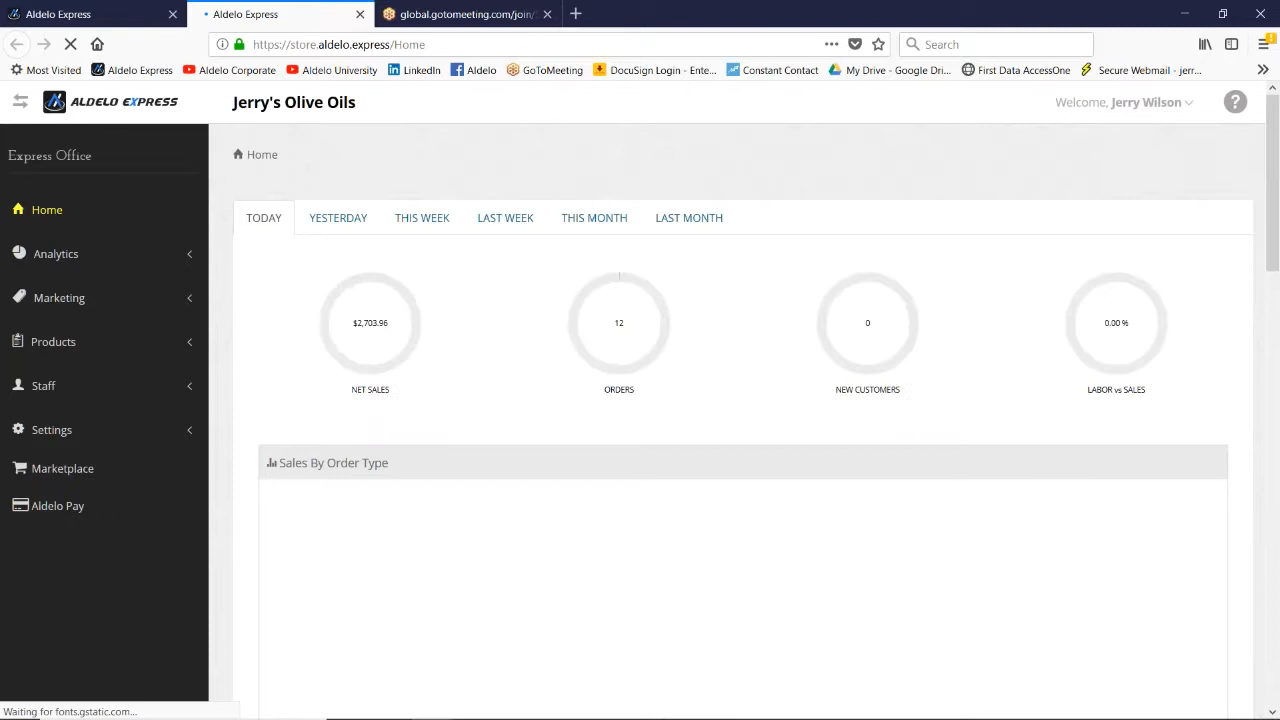 Aldelo Express
Aldelo Express
global.gotomeeting.com/join/
https://store.aldelo.express/Home
Search
Most Visited
Aldelo Express
Aldelo Corporate
Aldelo University
LinkedIn
Aldelo
GoToMeeting
DocuSign Login - Ente...
Constant Contact
My Drive - Google Dri...
First Data AccessOne
Secure Webmail - jerr...
ALDELO EXPRESS
Jerry's Olive Oils
Welcome, Jerry Wilson
Express Office
Home
Analytics
Marketing
Products
Staff
Settings
Marketplace
Aldelo Pay
Home
TODAY
YESTERDAY
THIS WEEK
LAST WEEK
THIS MONTH
LAST MONTH
$2,703.96
NET SALES
12
ORDERS
0
NEW CUSTOMERS
0.00 %
LABOR vs SALES
Sales By Order Type
Waiting for fonts.gstatic.com...